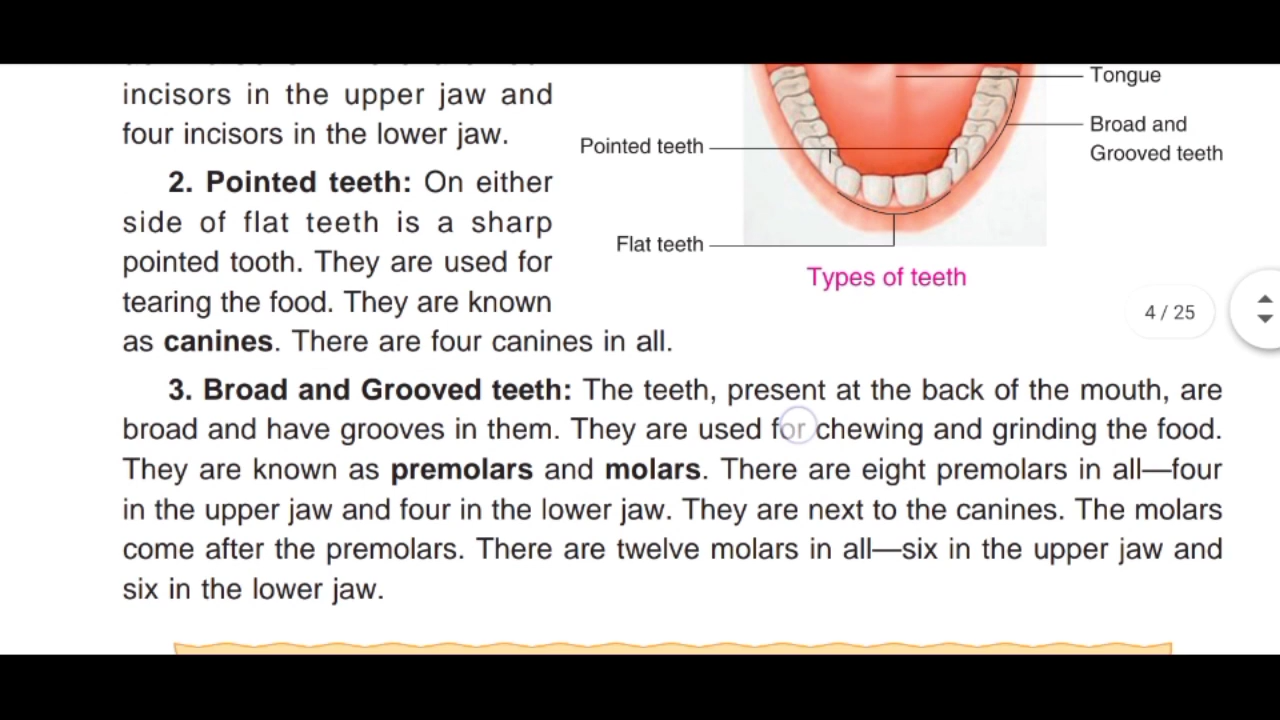 incisors in the upper jaw and
four incisors in the lower jaw.
2. Pointed teeth: On either
side of flat teeth is a sharp
pointed tooth. They are used for
tearing the food. They are known
as canines. There are four canines in all.
Tongue
Broad and
Grooved teeth
Pointed teeth
Flat teeth
Types of teeth
4 / 25
3. Broad and Grooved teeth: The teeth, present at the back of the mouth, are
broad and have grooves in them. They are used for chewing and grinding the food.
They are known as premolars and molars. There are eight premolars in all—four
in the upper jaw and four in the lower jaw. They are next to the canines. The molars
come after the premolars. There are twelve molars in all—six in the upper jaw and
six in the lower jaw.